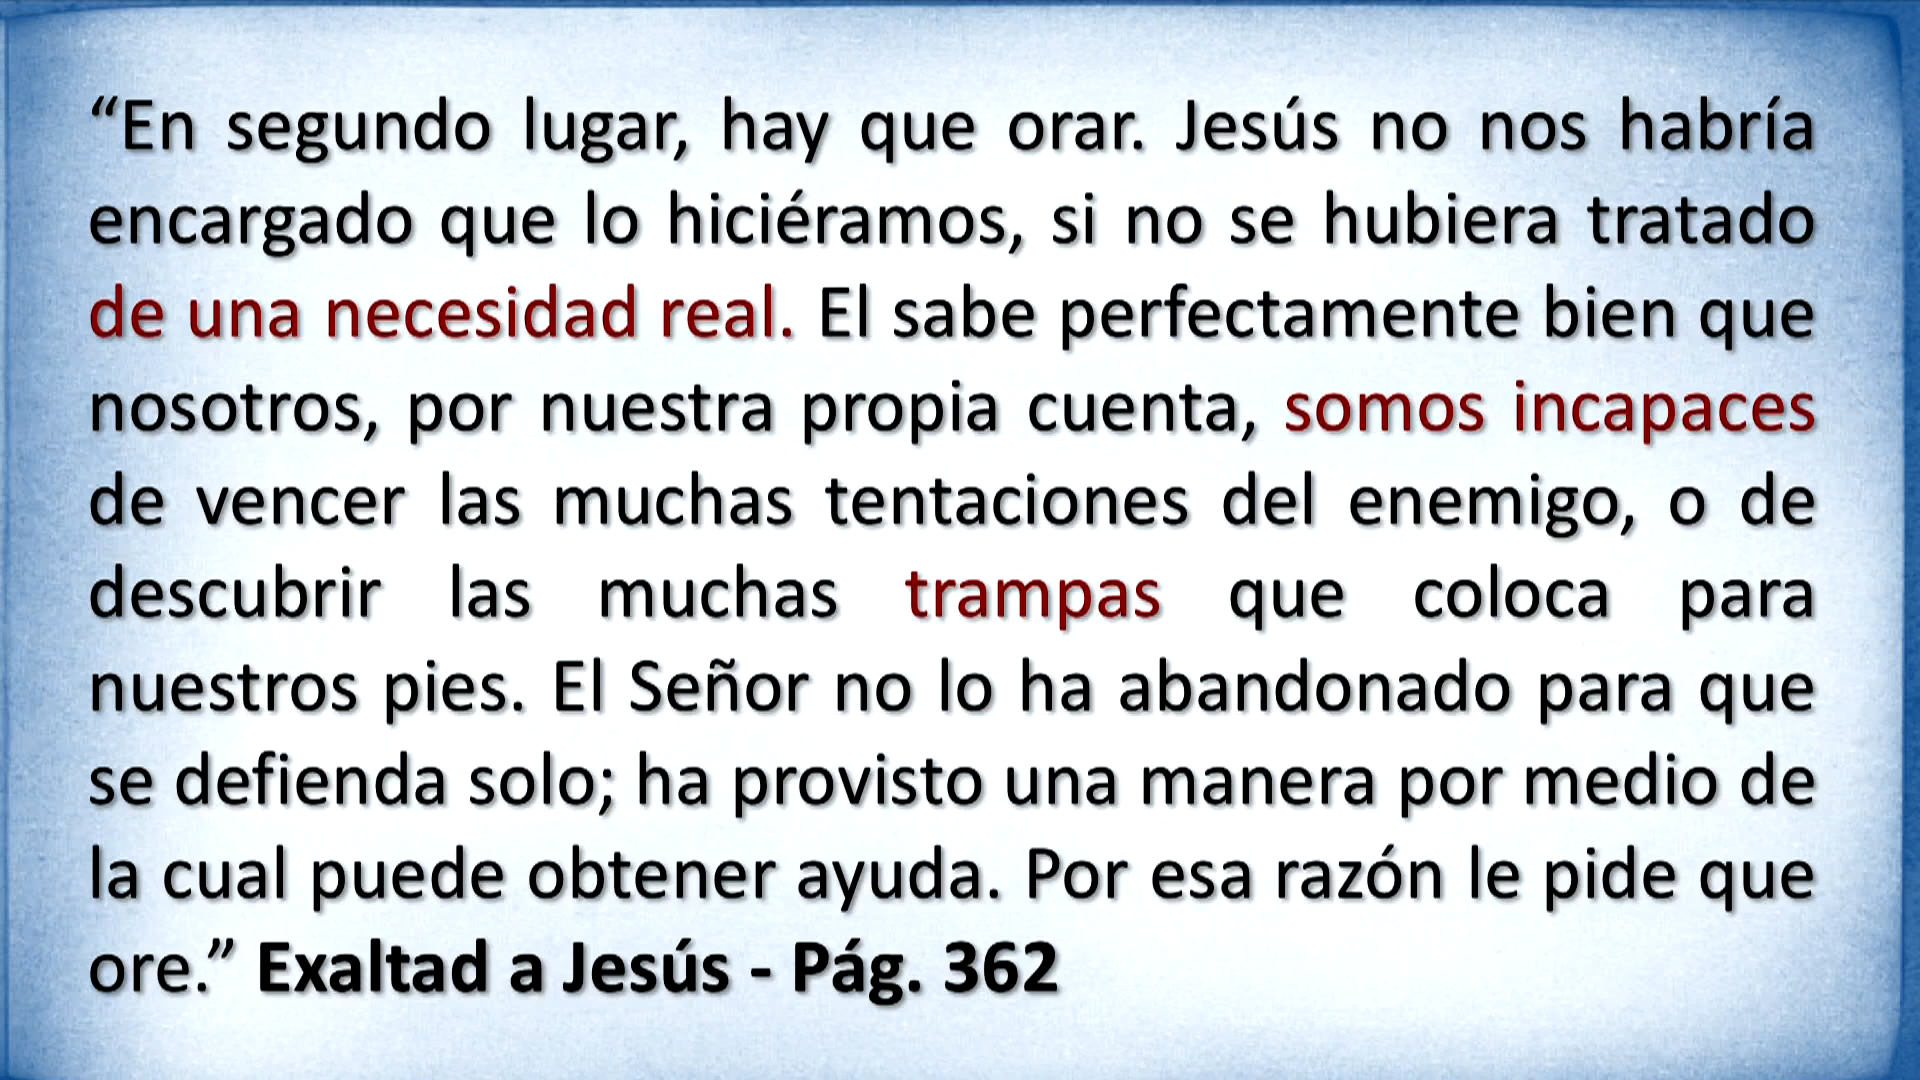 “En segundo lugar, hay que orar. Jesús no nos habría
encargado que lo hiciéramos, si no se hubiera tratado
de una necesidad real. El sabe perfectamente bien que
nosotros, por nuestra propia cuenta, somos incapaces
de vencer las muchas tentaciones del enemigo, o de
descubrir las muchas trampas que coloca para
nuestros pies. El Señor no lo ha abandonado para que
se defienda solo; ha provisto una manera por medio de
la cual puede obtener ayuda. Por esa razón le pide que
ore.” Exaltad a Jesús - Pág. 362